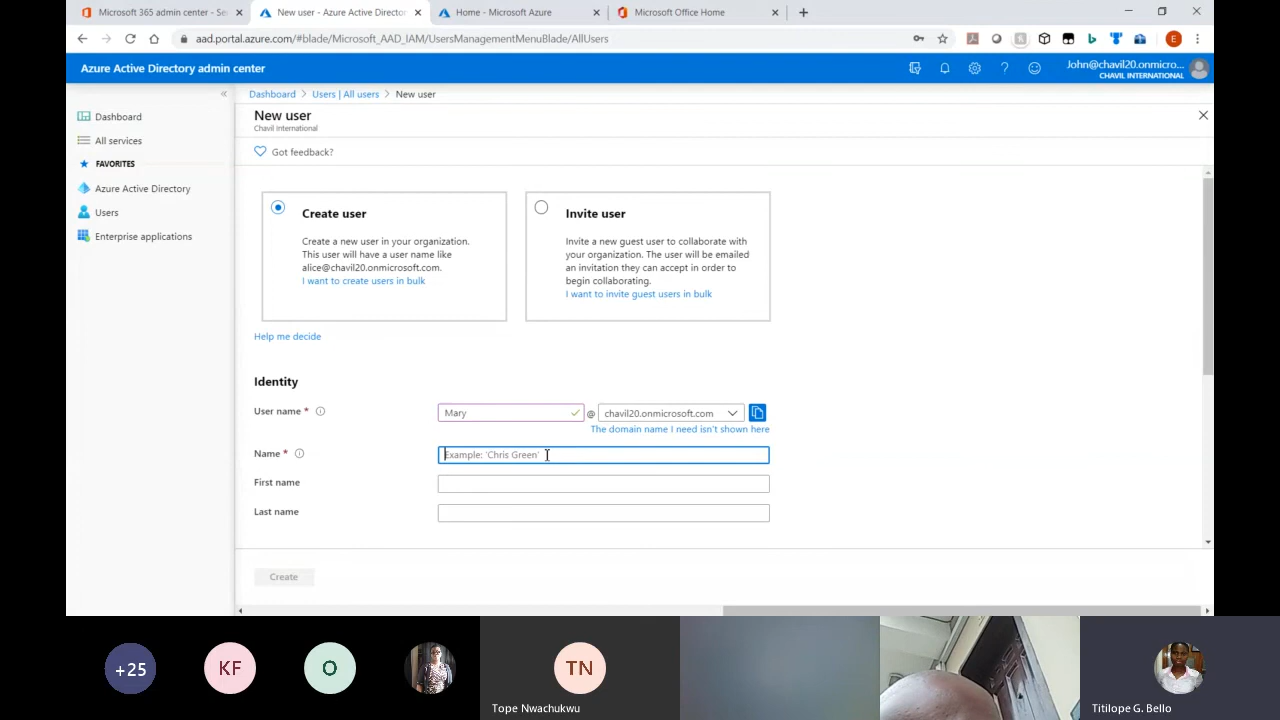 Microsoft 365 admin center - Se
New user - Azure Active Director
Home - Microsoft Azure
Microsoft Office Home
aad.portal.azure.com/#blade/Microsoft_AAD_IAM/UsersManagementMenuBlade/AllUsers
E
Azure Active Directory admin center
John@chavil20.onmicro...
CHAVIL INTERNATIONAL
Dashboard
All services
FAVORITES
Azure Active Directory
Users
Enterprise applications
Dashboard > Users | All users > New user
New user
Chavil International
Got feedback?
Create user
Create a new user in your organization.
This user will have a user name like
alice@chavil20.onmicrosoft.com.
I want to create users in bulk
Invite user
Invite a new guest user to collaborate with
your organization. The user will be emailed
an invitation they can accept in order to
begin collaborating.
I want to invite guest users in bulk
Help me decide
Identity
User name *
Mary @ chavil20.onmicrosoft.com
The domain name I need isn't shown here
Name *
Example: 'Chris Green'
First name
Last name
Create
+25
KF
O
TN
Tope Nwachukwu
Titilope G. Bello